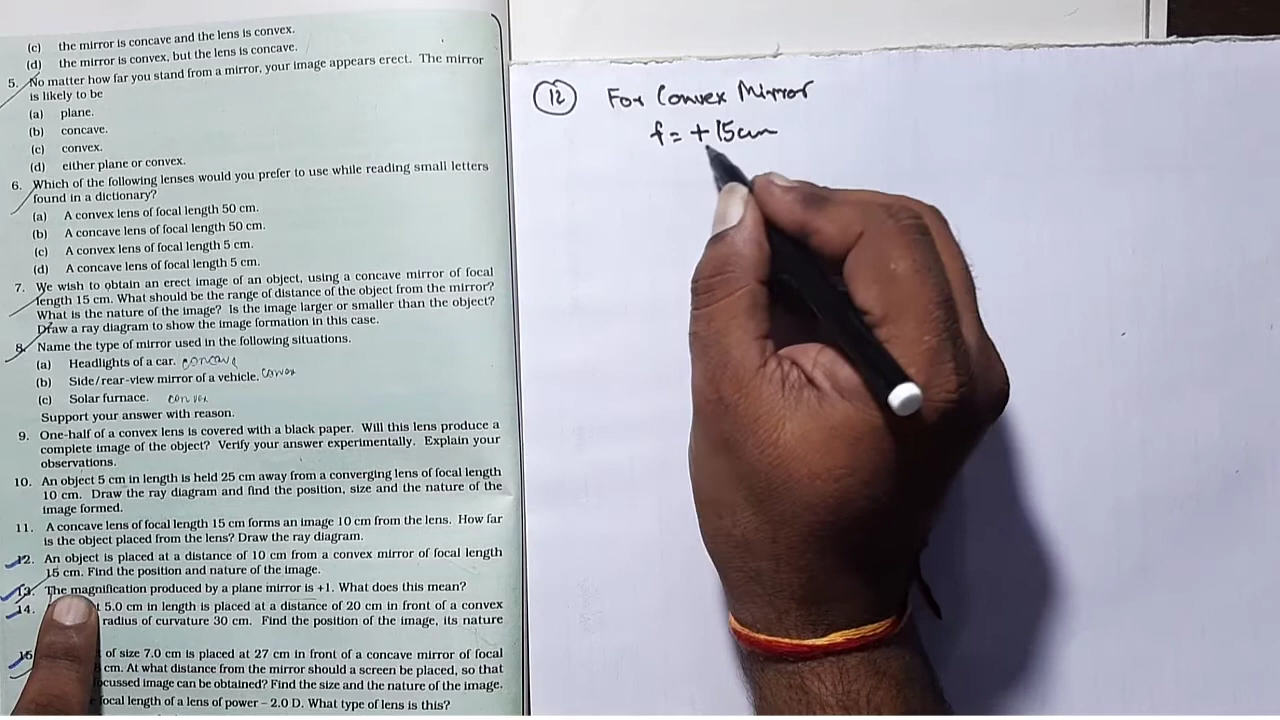 (c) the mirror is concave and the lens is convex.
(d) the mirror is convex, but the lens is concave.
5. No matter how far you stand from a mirror, your image appears erect. The mirror
is likely to be
(a) plane.
(b) concave.
(c) convex.
(d) either plane or convex.
6. Which of the following lenses would you prefer to use while reading small letters
found in a dictionary?
(a) A convex lens of focal length 50 cm.
(b) A concave lens of focal length 50 cm.
(c) A convex lens of focal length 5 cm.
(d) A concave lens of focal length 5 cm.
7. We wish to obtain an erect image of an object, using a concave mirror of focal
length 15 cm. What should be the range of distance of the object from the mirror?
What is the nature of the image? Is the image larger or smaller than the object?
Draw a ray diagram to show the image formation in this case.
8. Name the type of mirror used in the following situations.
(a) Headlights of a car. concave
(b) Side/rear-view mirror of a vehicle. convex
(c) Solar furnace. convex
Support your answer with reason.
9. One-half of a convex lens is covered with a black paper. Will this lens produce a
complete image of the object? Verify your answer experimentally. Explain your
observations.
10. An object 5 cm in length is held 25 cm away from a converging lens of focal length
10 cm. Draw the ray diagram and find the position, size and the nature of the
image formed.
11. A concave lens of focal length 15 cm forms an image 10 cm from the lens. How far
is the object placed from the lens? Draw the ray diagram.
12. An object is placed at a distance of 10 cm from a convex mirror of focal length
15 cm. Find the position and nature of the image.
13. The magnification produced by a plane mirror is +1. What does this mean?
14. 5.0 cm in length is placed at a distance of 20 cm in front of a convex
radius of curvature 30 cm. Find the position of the image, its nature
of size 7.0 cm is placed at 27 cm in front of a concave mirror of focal
cm. At what distance from the mirror should a screen be placed, so that
focussed image can be obtained? Find the size and the nature of the image.
focal length of a lens of power – 2.0 D. What type of lens is this?
12 For Convex Mirror
f = +15cm